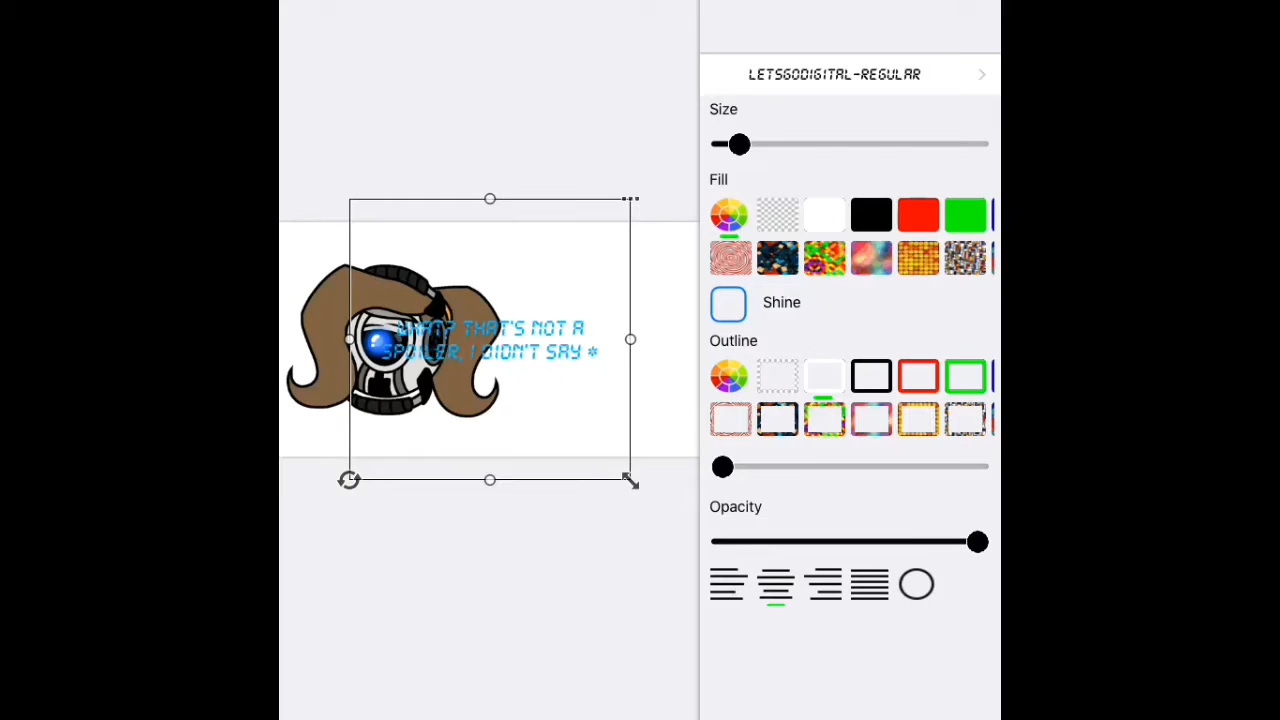 LETSGODIGITAL-REGULAR
Size
Fill
Shine
Outline
Opacity
WHAT? THAT'S NOT A
SPOILER, I DIDN'T SAY *